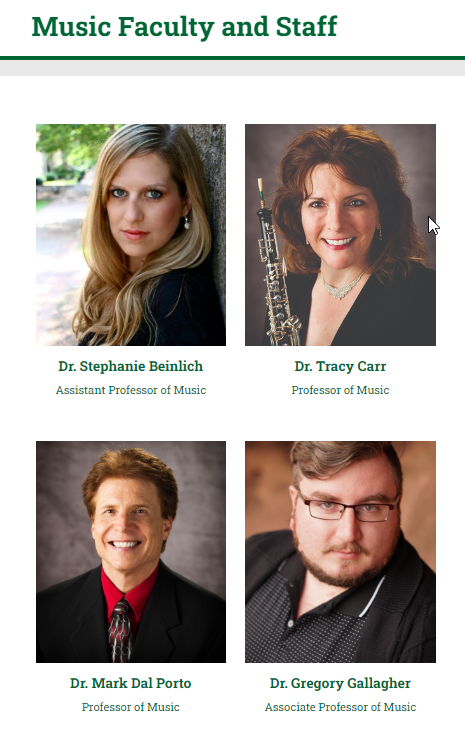 Music Faculty and Staff
Dr. Stephanie Beinlich
Assistant Professor of Music
Dr. Tracy Carr
Professor of Music
Dr. Mark Dal Porto
Professor of Music
Dr. Gregory Gallagher
Associate Professor of Music